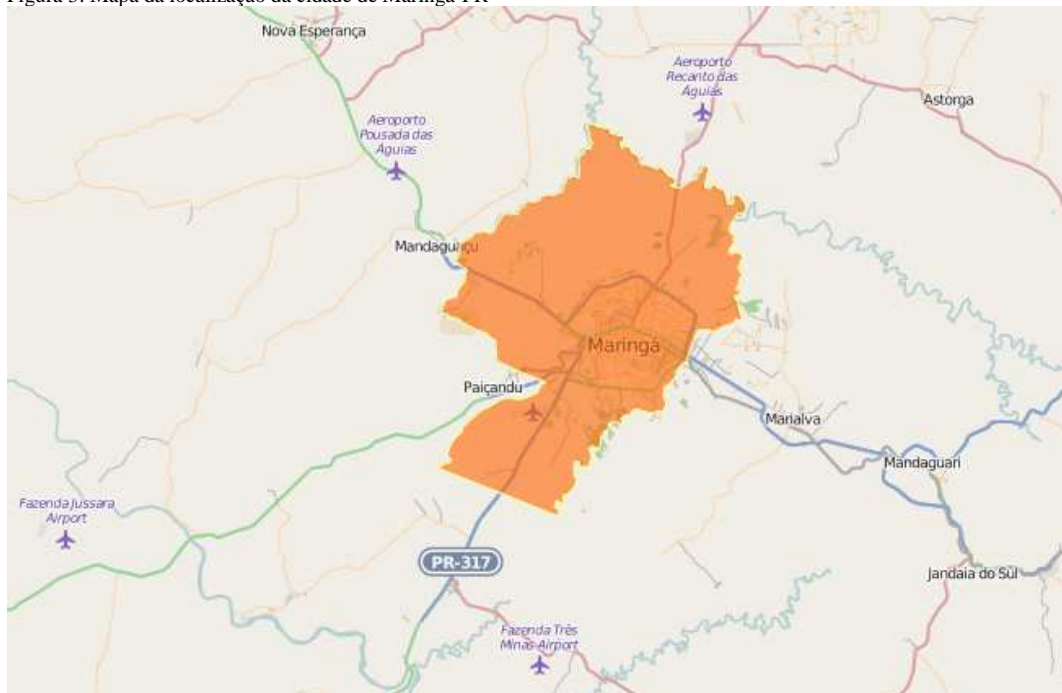 Figura 3: Mapa da localização da cidade de Maringá-PR
Nova Esperança
Aeroporto
Recanto das
Águias
Astorga
Aeroporto
Pousada das
Águias
Mandaguaçu
Maringá
Paiçandu
Marialva
Mandaguari
Fazenda Jussara
Airport
PR-317
Jandaia do Sul
Fazenda Três
Minas Airport